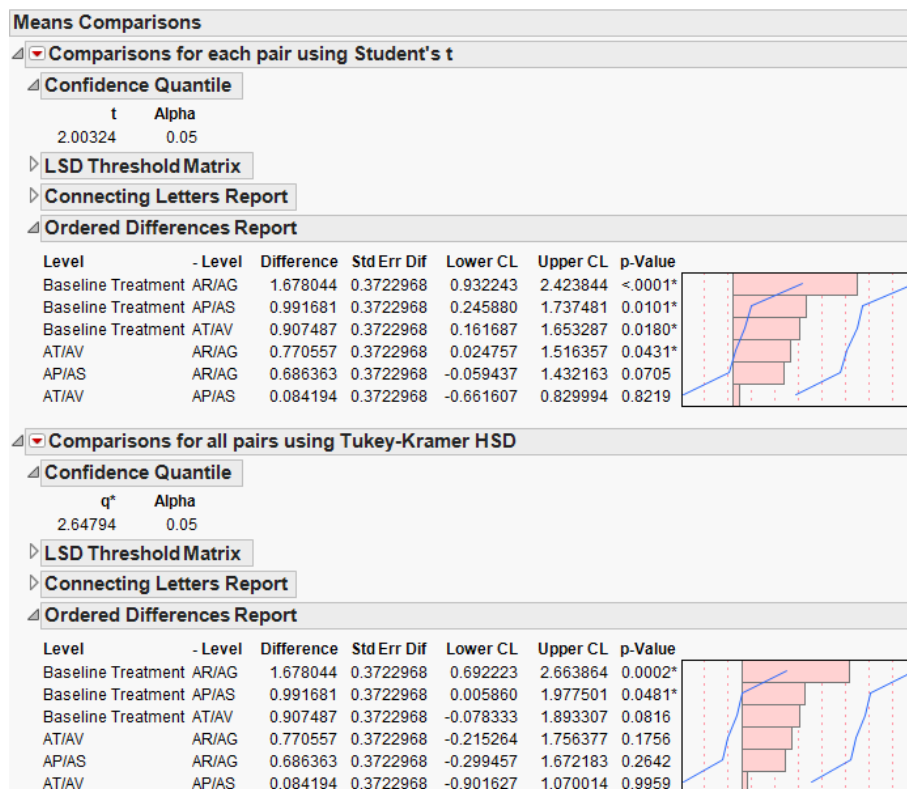 Means Comparisons
Comparisons for each pair using Student's t
Confidence Quantile
t Alpha
2.00324 0.05
LSD Threshold Matrix
Connecting Letters Report
Ordered Differences Report
Level - Level Difference Std Err Dif Lower CL Upper CL p-Value
Baseline Treatment AR/AG 1.678044 0.3722968 0.932243 2.423844 <.0001*
Baseline Treatment AP/AS 0.991681 0.3722968 0.245880 1.737481 0.0101*
Baseline Treatment AT/AV 0.907487 0.3722968 0.161687 1.653287 0.0180*
AT/AV AR/AG 0.770557 0.3722968 0.024757 1.516357 0.0431*
AP/AS AR/AG 0.686363 0.3722968 -0.059437 1.432163 0.0705
AT/AV AP/AS 0.084194 0.3722968 -0.661607 0.829994 0.8219
Comparisons for all pairs using Tukey-Kramer HSD
Confidence Quantile
q* Alpha
2.64794 0.05
LSD Threshold Matrix
Connecting Letters Report
Ordered Differences Report
Level - Level Difference Std Err Dif Lower CL Upper CL p-Value
Baseline Treatment AR/AG 1.678044 0.3722968 0.692223 2.663864 0.0002*
Baseline Treatment AP/AS 0.991681 0.3722968 0.005860 1.977501 0.0481*
Baseline Treatment AT/AV 0.907487 0.3722968 -0.078333 1.893307 0.0816
AT/AV AR/AG 0.770557 0.3722968 -0.215264 1.756377 0.1756
AP/AS AR/AG 0.686363 0.3722968 -0.299457 1.672183 0.2642
AT/AV AP/AS 0.084194 0.3722968 -0.901627 1.070014 0.9959